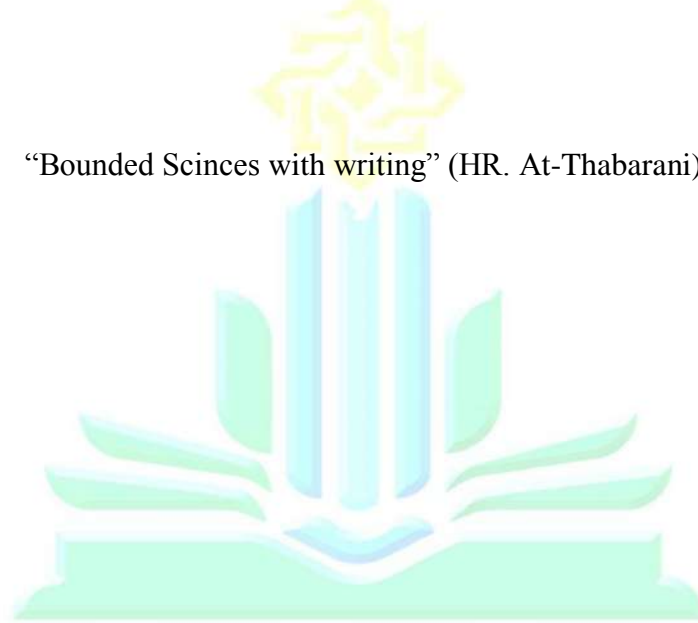 “Bounded Scinces with writing” (HR. At-Thabarani)